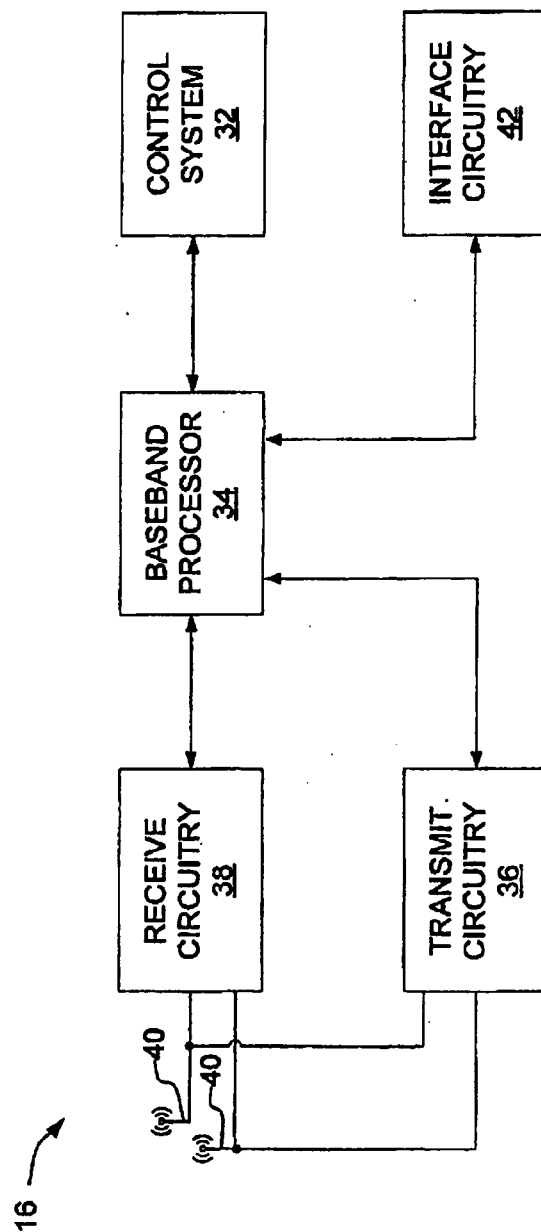 16
40
40
RECEIVE
CIRCUITRY
38
BASEBAND
PROCESSOR
34
CONTROL
SYSTEM
32
TRANSMIT
CIRCUITRY
36
INTERFACE
CIRCUITRY
42